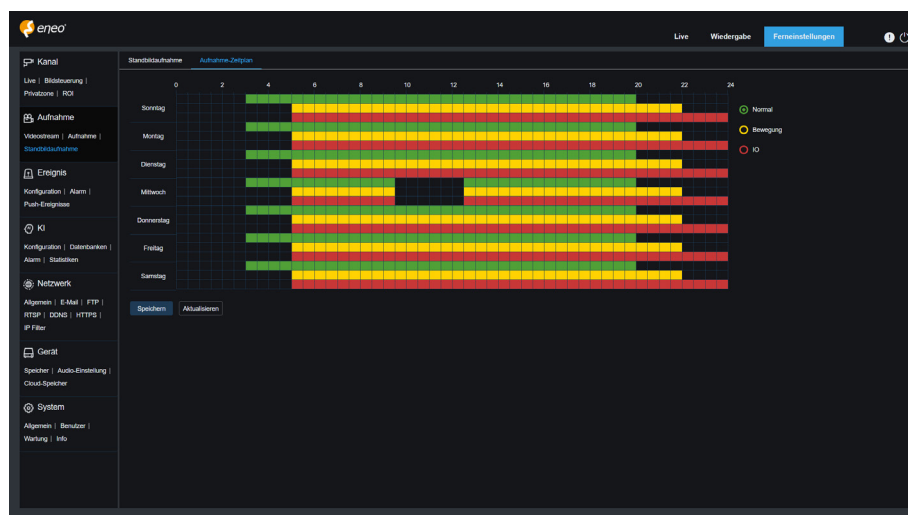 eneo
Live Wiedergabe Ferneinstellungen
Kanal
Live | Bildsteuerung |
Privatzone | ROI
Aufnahme
Videostream | Aufnahme |
Standbildaufnahme
Ereignis
Konfiguration | Alarm |
Push-Ereignisse
KI
Konfiguration | Datenbanken |
Alarm | Statistiken
Netzwerk
Allgemein | E-Mail | FTP |
RTSP | DDNS | HTTPS |
IP Filter
Gerät
Speicher | Audio-Einstellung |
Cloud-Speicher
System
Allgemein | Benutzer |
Wartung | Info
Standbildaufnahme Aufnahme-Zeitplan
0 2 4 6 8 10 12 14 16 18 20 22 24
Sonntag
Montag
Dienstag
Mittwoch
Donnerstag
Freitag
Samstag
Normal
Bewegung
IO
Speichern Aktualisieren